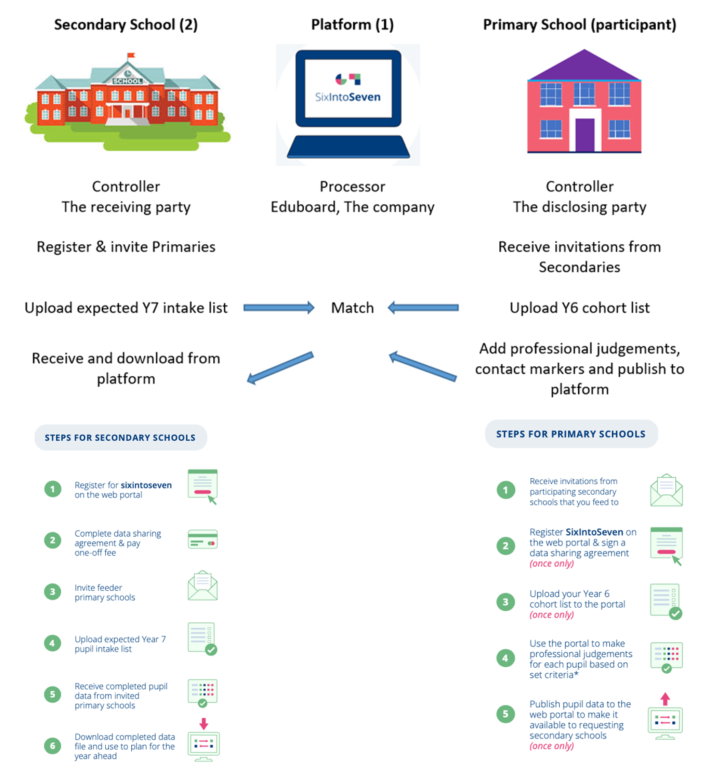 Secondary School (2)
Platform (1)
Primary School (participant)
SCHOOL
SixIntoSeven
Controller
The receiving party
Processor
Eduboard, The company
Controller
The disclosing party
Register & invite Primaries
Receive invitations from
Secondaries
Upload expected Y7 intake list
Match
Upload Y6 cohort list
Receive and download from
platform
Add professional judgements,
contact markers and publish to
platform
STEPS FOR SECONDARY SCHOOLS
1
Register for sixintoseven
on the web portal
2
Complete data sharing
agreement & pay
one-off fee
3
Invite feeder
primary schools
4
Upload expected Year 7
pupil intake list
5
Receive completed pupil
data from invited
primary schools
6
Download completed data
file and use to plan for the
year ahead
STEPS FOR PRIMARY SCHOOLS
1
Receive invitations from
participating secondary
schools that you feed to
2
Register SixIntoSeven on
the web portal & sign a
data sharing agreement
(once only)
3
Upload your Year 6
cohort list to the portal
(once only)
4
Use the portal to make
professional judgements
for each pupil based on
set criteria*
5
Publish pupil data to the
web portal to make it
available to requesting
secondary schools
(once only)